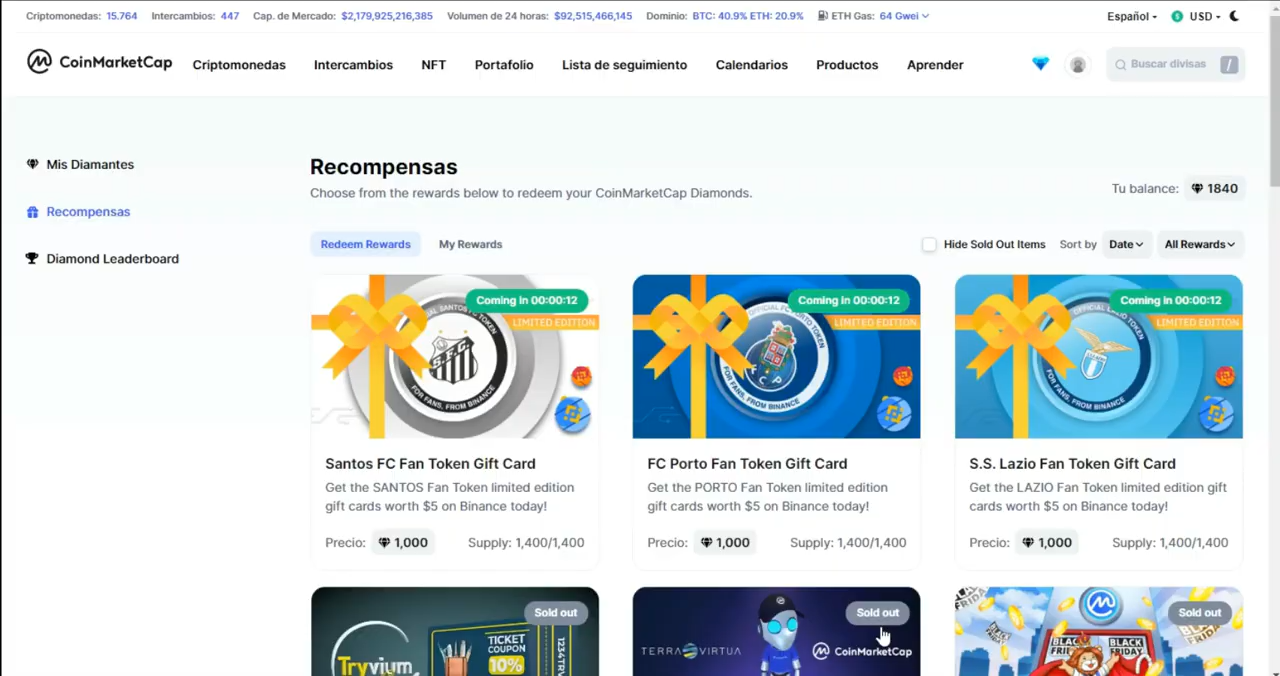 Criptomonedas: 15.764 Intercambios: 447 Cap. de Mercado: $2,179,925,216,385 Volumen de 24 horas: $92,515,466,145 Dominio: BTC: 40.9% ETH: 20.9% ETH Gas: 64 Gwei Español USD
CoinMarketCap Criptomonedas Intercambios NFT Portafolio Lista de seguimiento Calendarios Productos Aprender Buscar divisas /
Mis Diamantes
Recompensas
Diamond Leaderboard
Recompensas
Choose from the rewards below to redeem your CoinMarketCap Diamonds.
Tu balance: 1840
Redeem Rewards My Rewards
Hide Sold Out Items Sort by Date All Rewards
Coming in 00:00:12
LIMITED EDITION
S.F.C.
FOR FANS, FROM BINANCE
Santos FC Fan Token Gift Card
Get the SANTOS Fan Token limited edition
gift cards worth $5 on Binance today!
Precio: 1,000 Supply: 1,400/1,400
Coming in 00:00:12
LIMITED EDITION
OFFICIAL FC PORTO TOKEN
FCP
FOR FANS, FROM BINANCE
FC Porto Fan Token Gift Card
Get the PORTO Fan Token limited edition
gift cards worth $5 on Binance today!
Precio: 1,000 Supply: 1,400/1,400
Coming in 00:00:12
LIMITED EDITION
OFFICIAL LAZIO TOKEN
LAZIO
FOR FANS, FROM BINANCE
S.S. Lazio Fan Token Gift Card
Get the LAZIO Fan Token limited edition gift
cards worth $5 on Binance today!
Precio: 1,000 Supply: 1,400/1,400
Sold out
Tryvium
TICKET
COUPON
10%
Sold out
TERRA VIRTUA
CoinMarketCap
Sold out
BLACK